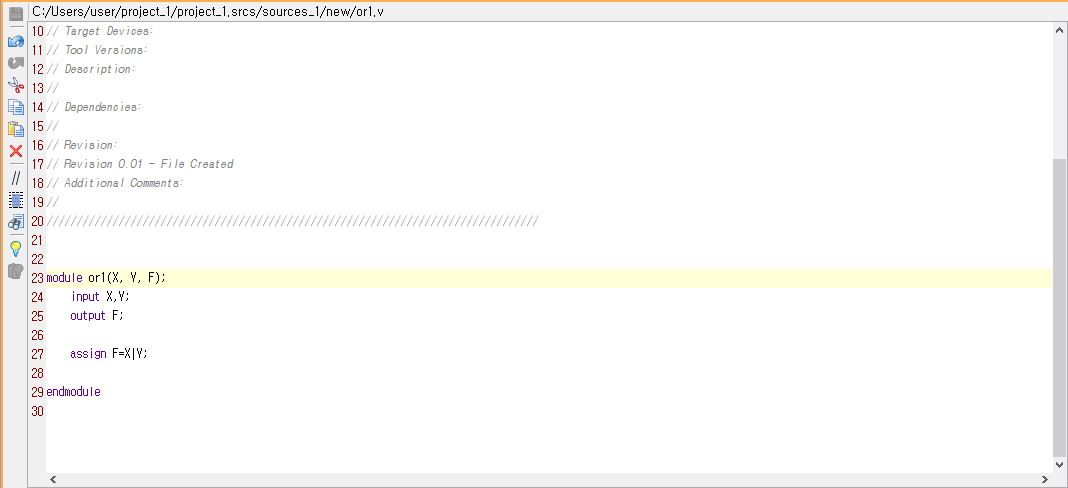 C:/Users/user/project_1/project_1.srcs/sources_1/new/or1.v
10 // Target Devices:
11 // Tool Versions:
12 // Description:
13 //
14 // Dependencies:
15 //
16 // Revision:
17 // Revision 0.01 - File Created
18 // Additional Comments:
19 //
20 //////////////////////////////////////////////////////////////////////////////////
21
22
23 module or1(X, Y, F);
24 input X,Y;
25 output F;
26
27 assign F=X|Y;
28
29 endmodule
30